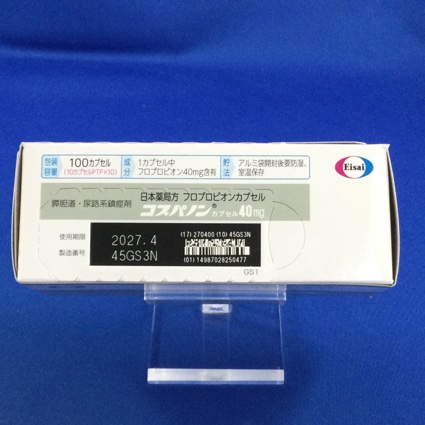 包装容量
100カプセル
(10カプセルPTP×10)
成分
1カプセル中
フロプロピオン40mg含有
貯法
アルミ袋開封後要防湿、
室温保存
Eisai
膵胆道・尿路系鎮痙剤
日本薬局方 フロプロピオンカプセル
コスパノン®カプセル40mg
使用期限 2027.4
製造番号 45GS3N
(17) 270400 (10) 45GS3N
(01) 14987028250477
GS1